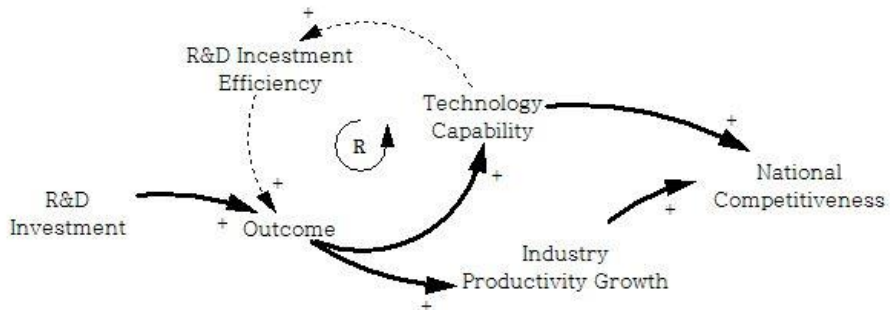 +
R&D Incestment
Efficiency
Technology
Capability
+
R
+
National
Competitiveness
+
+
R&D
Investment
+
Outcome
+
Industry
Productivity Growth
+